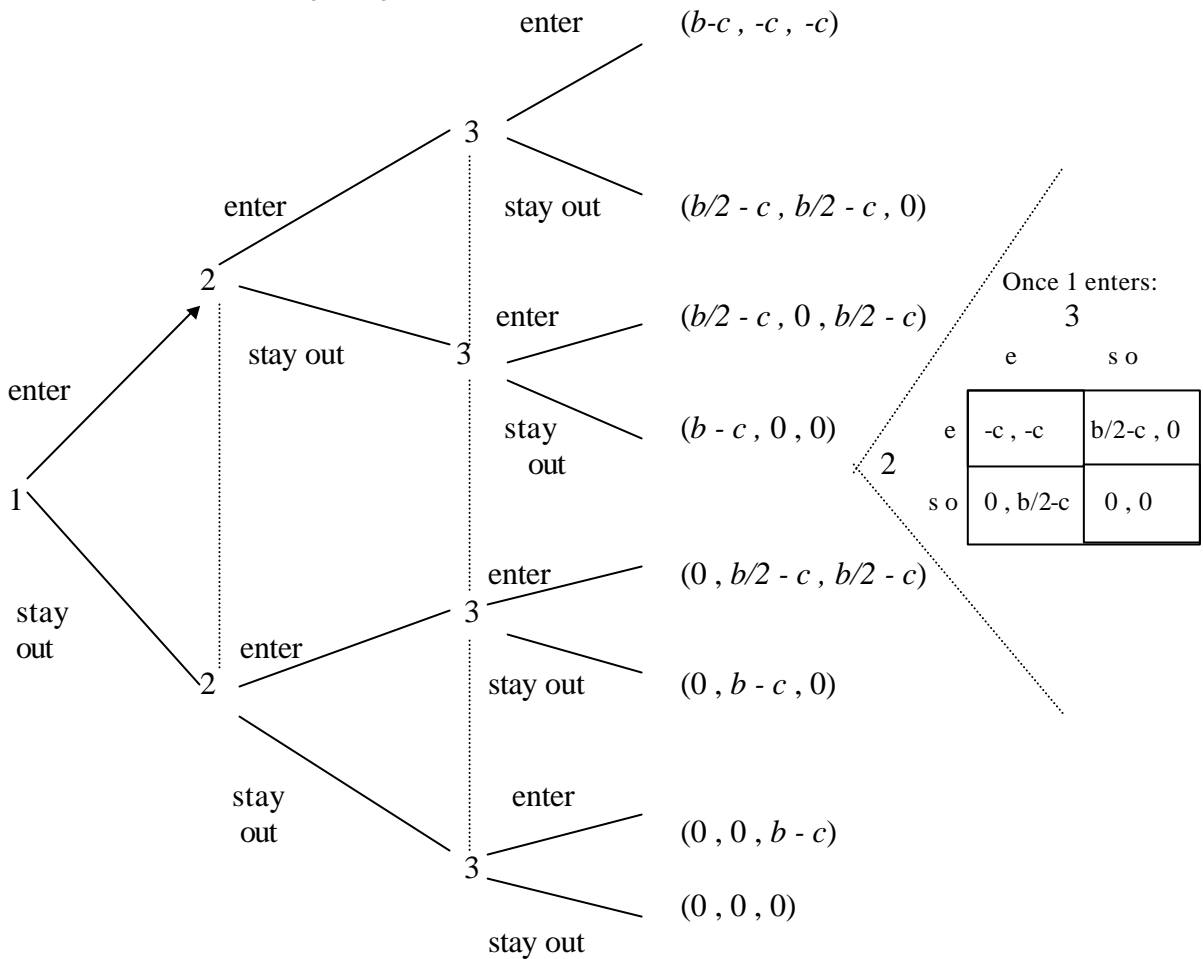 enter
(b-c , -c , -c)
3
enter
stay out
(b/2 - c , b/2 - c , 0)
2
Once 1 enters:
3
enter
(b/2 - c , 0 , b/2 - c)
stay out
3
e
s o
enter
stay
out
(b - c , 0 , 0)
e
-c , -c
b/2-c , 0
2
1
s o
0 , b/2-c
0 , 0
enter
(0 , b/2 - c , b/2 - c)
stay
out
3
enter
2
stay out
(0 , b - c , 0)
stay
out
enter
(0 , 0 , b - c)
3
(0 , 0 , 0)
stay out